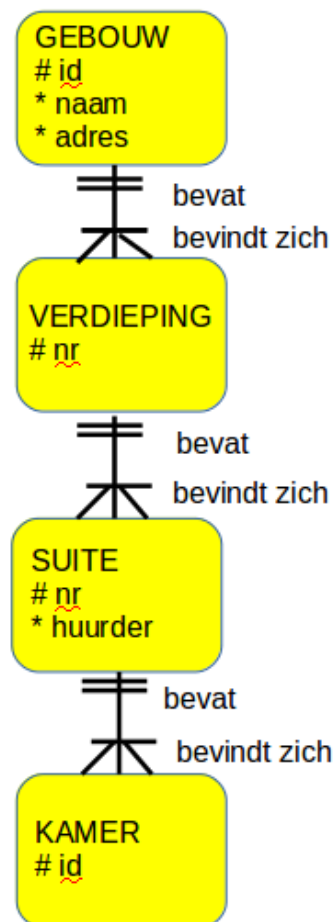 GEBOUW
# id
* naam
* adres
bevat
bevindt zich
VERDIEPING
# nr
bevat
bevindt zich
SUITE
# nr
* huurder
bevat
bevindt zich
KAMER
# id